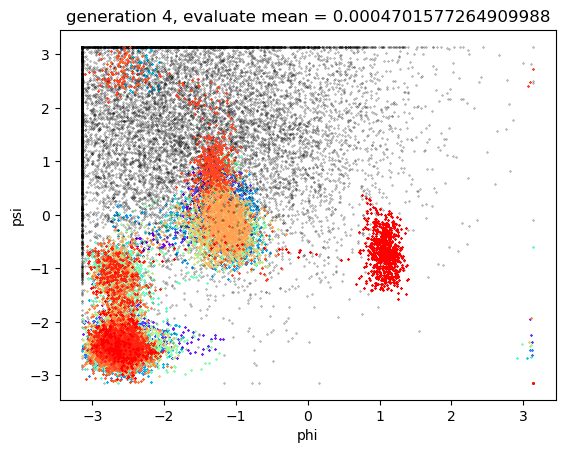 generation 4, evaluate mean = 0.0004701577264909988
psi
3
2
1
0
−1
−2
−3
−3 −2 −1 0 1 2 3
phi